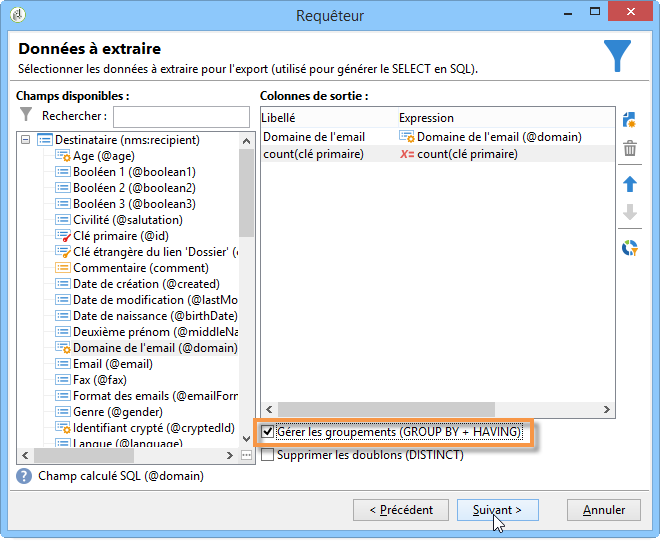 Requêteur
Données à extraire
Sélectionner les données à extraire pour l'export (utilisé pour générer le SELECT en SQL).
Champs disponibles :
Rechercher :
Destinataire (nms:recipient)
Age (@age)
Booléen 1 (@boolean1)
Booléen 2 (@boolean2)
Booléen 3 (@boolean3)
Civilité (@salutation)
Clé primaire (@id)
Clé étrangère du lien 'Dossier' (
Commentaire (comment)
Date de création (@created)
Date de modification (@lastMo
Date de naissance (@birthDate)
Deuxième prénom (@middleNa
Domaine de l'email (@domain)
Email (@email)
Fax (@fax)
Format des emails (@emailForm
Genre (@gender)
Identifiant crypté (@cryptedId)
Langue (@language)
Champ calculé SQL (@domain)
Colonnes de sortie :
Libellé Expression
Domaine de l'email Domaine de l'email (@domain)
count(clé primaire) X= count(clé primaire)
Gérer les groupements (GROUP BY + HAVING)
Supprimer les doublons (DISTINCT)
< Précédent Suivant > Annuler